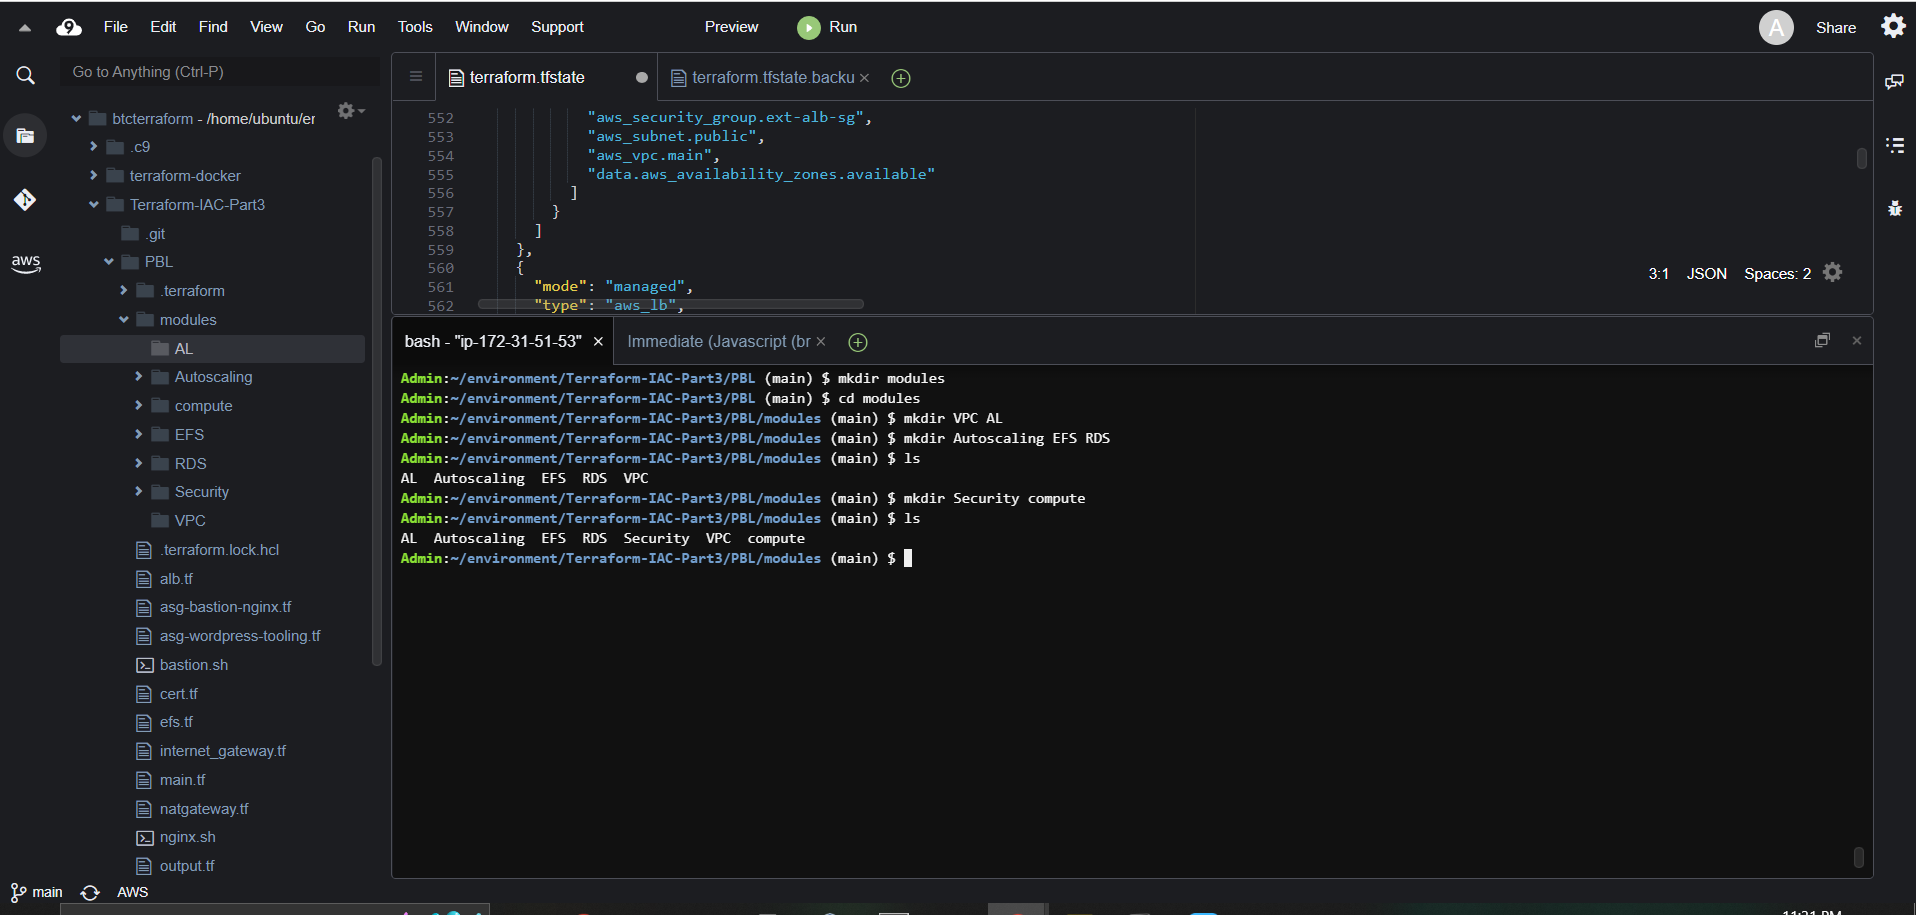 File Edit Find View Go Run Tools Window Support Preview Run A Share
Go to Anything (Ctrl-P)
btcterraform - /home/ubuntu/er
.c9
terraform-docker
Terraform-IAC-Part3
.git
PBL
.terraform
modules
AL
Autoscaling
compute
EFS
RDS
Security
VPC
.terraform.lock.hcl
alb.tf
asg-bastion-nginx.tf
asg-wordpress-tooling.tf
bastion.sh
cert.tf
efs.tf
internet_gateway.tf
main.tf
natgateway.tf
nginx.sh
output.tf
aws
terraform.tfstate terraform.tfstate.backu
552 "aws_security_group.ext-alb-sg",
553 "aws_subnet.public",
554 "aws_vpc.main",
555 "data.aws_availability_zones.available"
556 ]
557 }
558 ]
559 },
560 {
561 "mode": "managed",
562 "type": "aws_lb",
3:1 JSON Spaces: 2
bash - "ip-172-31-51-53" Immediate (Javascript (br
Admin:~/environment/Terraform-IAC-Part3/PBL (main) $ mkdir modules
Admin:~/environment/Terraform-IAC-Part3/PBL (main) $ cd modules
Admin:~/environment/Terraform-IAC-Part3/PBL/modules (main) $ mkdir VPC AL
Admin:~/environment/Terraform-IAC-Part3/PBL/modules (main) $ mkdir Autoscaling EFS RDS
Admin:~/environment/Terraform-IAC-Part3/PBL/modules (main) $ ls
AL Autoscaling EFS RDS VPC
Admin:~/environment/Terraform-IAC-Part3/PBL/modules (main) $ mkdir Security compute
Admin:~/environment/Terraform-IAC-Part3/PBL/modules (main) $ ls
AL Autoscaling EFS RDS Security VPC compute
Admin:~/environment/Terraform-IAC-Part3/PBL/modules (main) $
main AWS